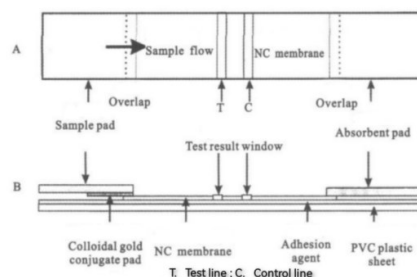 A
Sample flow
NC membrane
Overlap
T
C
Overlap
Sample pad
Absorbent pad
Test result window
B
Colloidal gold
conjugate pad
NC membrane
Adhesion
agent
PVC plastic
sheet
T. Test line ; C. Control line